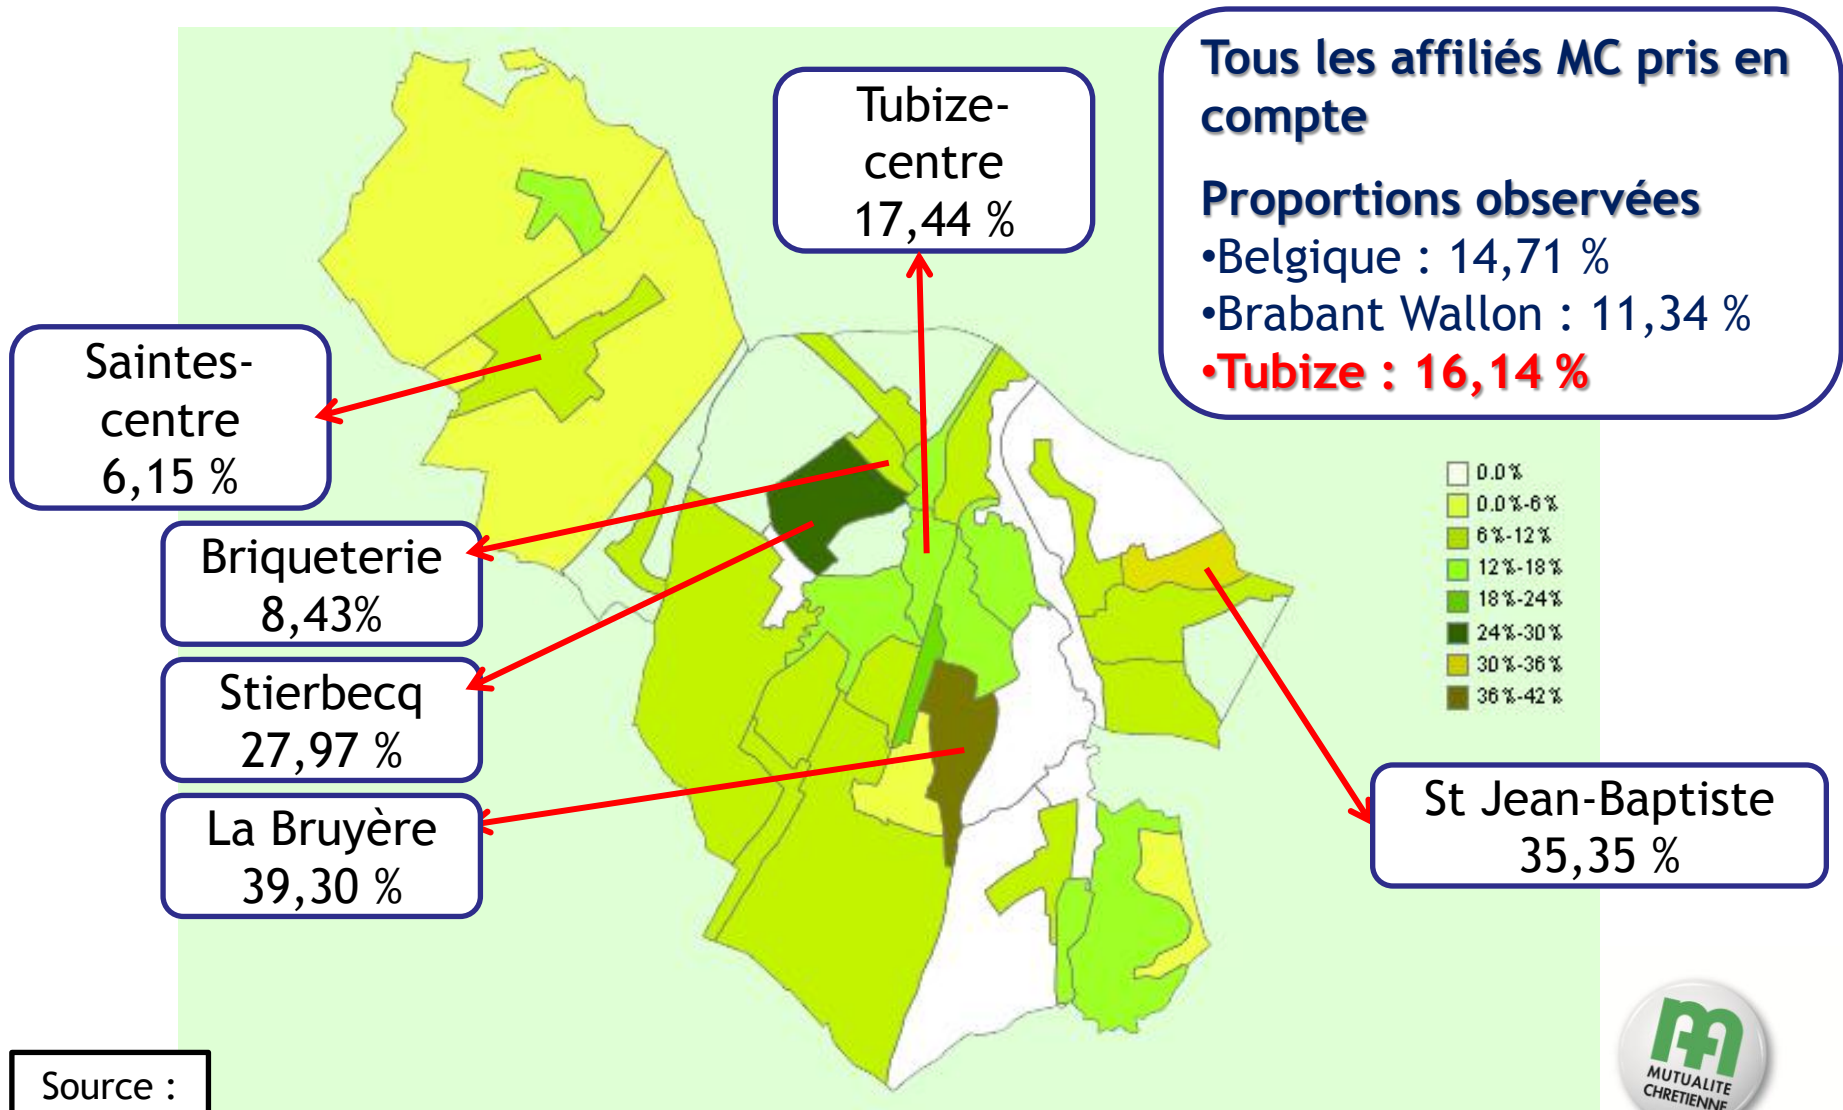 Tous les affiliés MC pris en
compte
Proportions observées
•Belgique : 14,71 %
•Brabant Wallon : 11,34 %
•Tubize : 16,14 %
Tubize-
centre
17,44 %
Saintes-
centre
6,15 %
Briqueterie
8,43%
Stierbecq
27,97 %
La Bruyère
39,30 %
0.0%
0.0%-6%
6%-12%
12%-18%
18%-24%
24%-30%
30%-36%
36%-42%
St Jean-Baptiste
35,35 %
Source :
MUTUALITE
CHRETIENNE